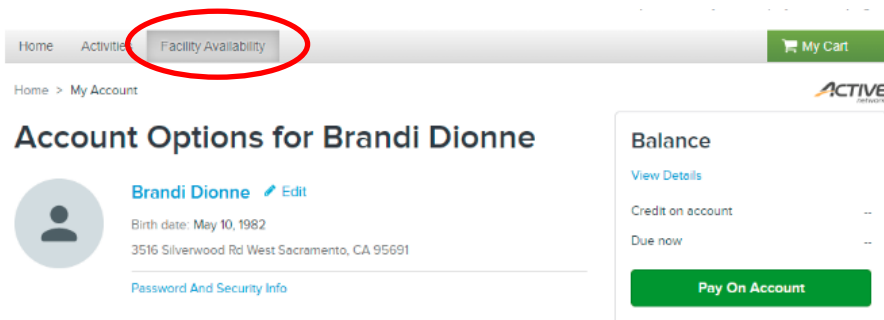 Home Activities Facility Availability My Cart
Home > My Account
ACTIVE
network
Account Options for Brandi Dionne
Brandi Dionne Edit
Birth date: May 10, 1982
3516 Silverwood Rd West Sacramento, CA 95691
Password And Security Info
Balance
View Details
Credit on account --
Due now --
Pay On Account